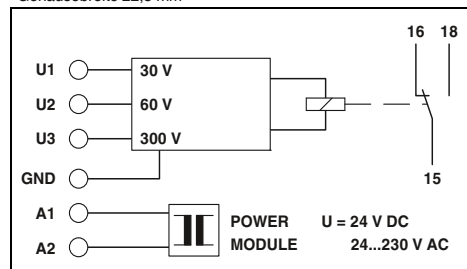 16 18
U1 30 V
U2 60 V
U3 300 V
GND
15
A1
POWER U = 24 V DC
A2 MODULE 24...230 V AC